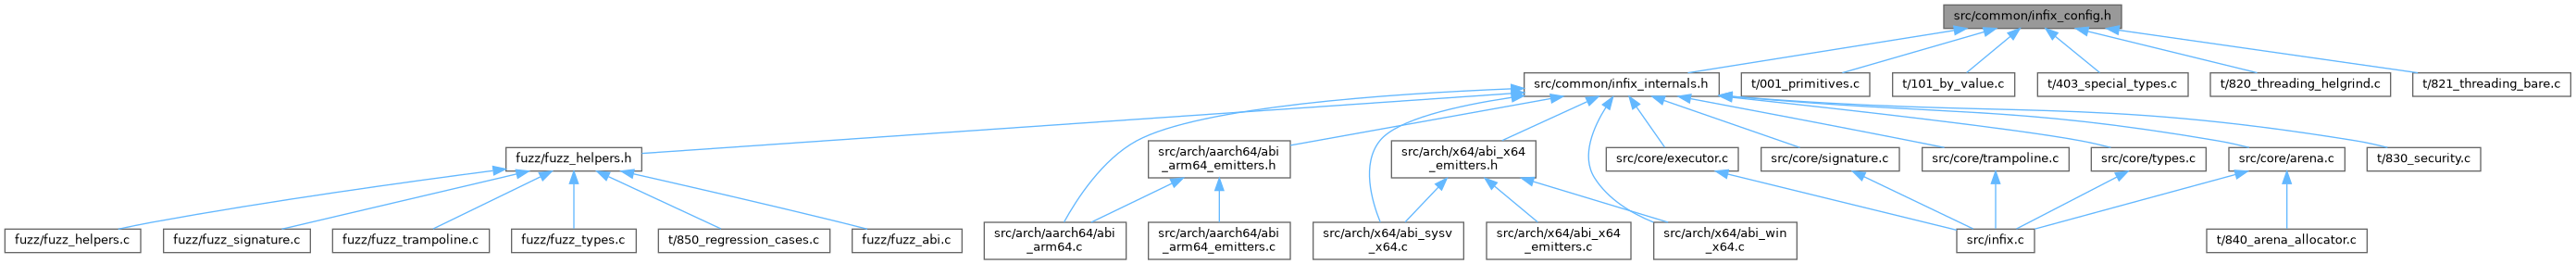 src/common/infix_config.h
src/common/infix_internals.h
t/001_primitives.c
t/101_by_value.c
t/403_special_types.c
t/820_threading_helgrind.c
t/821_threading_bare.c
fuzz/fuzz_helpers.h
src/arch/aarch64/abi
_arm64_emitters.h
src/arch/x64/abi_x64
_emitters.h
src/core/executor.c
src/core/signature.c
src/core/trampoline.c
src/core/types.c
src/core/arena.c
t/830_security.c
fuzz/fuzz_helpers.c
fuzz/fuzz_signature.c
fuzz/fuzz_trampoline.c
fuzz/fuzz_types.c
t/850_regression_cases.c
fuzz/fuzz_abi.c
src/arch/aarch64/abi
_arm64.c
src/arch/aarch64/abi
_arm64_emitters.c
src/arch/x64/abi_sysv
_x64.c
src/arch/x64/abi_x64
_emitters.c
src/arch/x64/abi_win
_x64.c
src/infix.c
t/840_arena_allocator.c